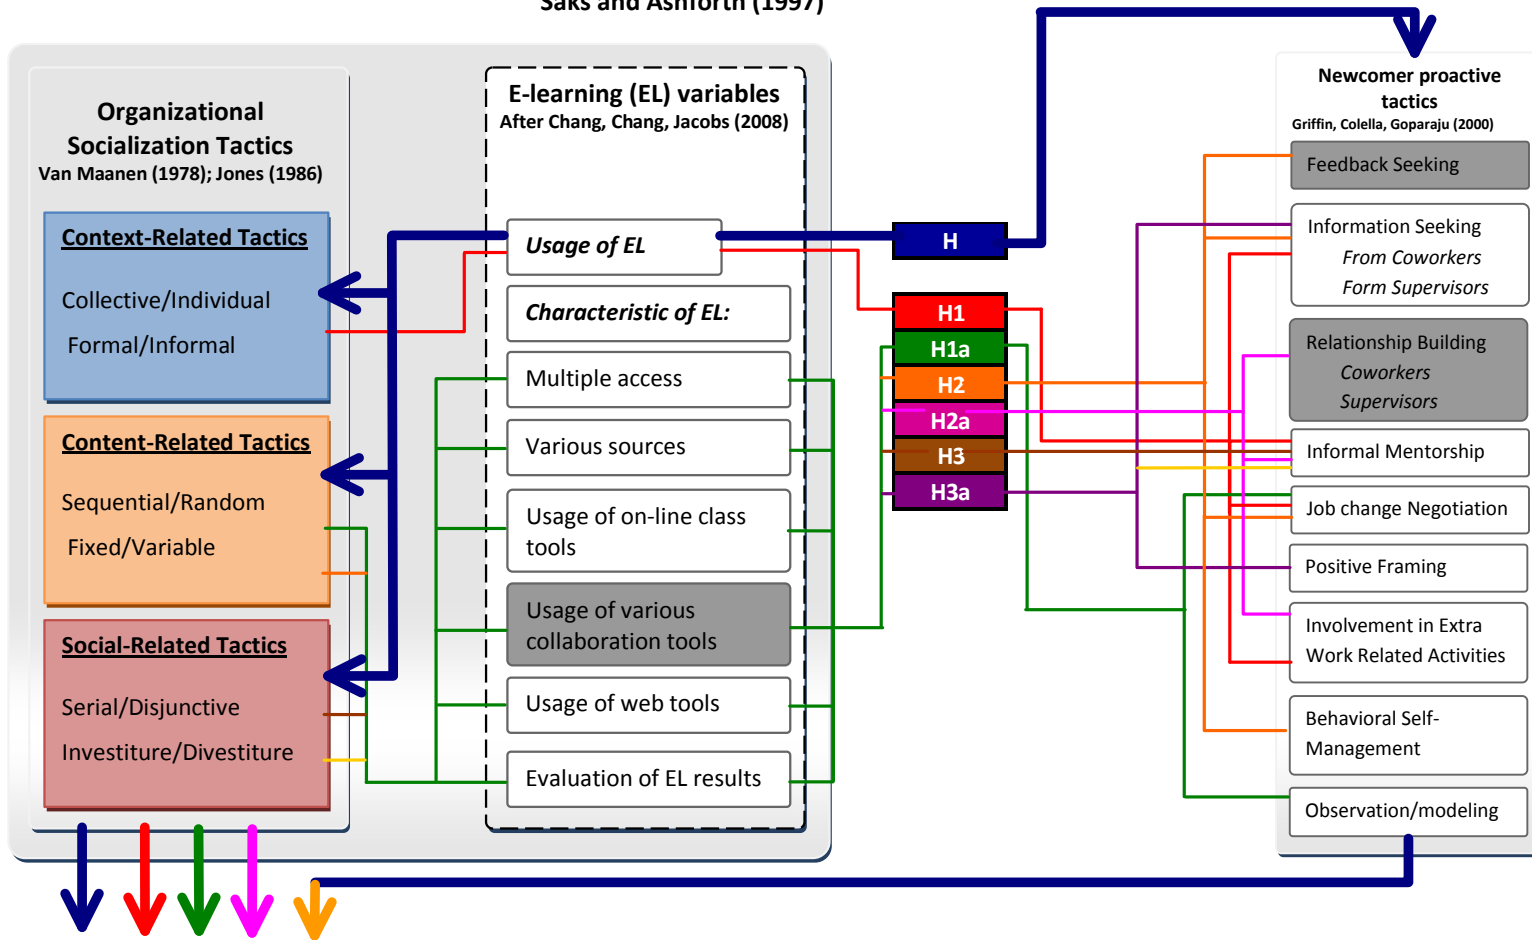 Saks and Ashforth (1997)
Organizational
Socialization Tactics
Van Maanen (1978); Jones (1986)
Context-Related Tactics
Collective/Individual
Formal/Informal
Content-Related Tactics
Sequential/Random
Fixed/Variable
Social-Related Tactics
Serial/Disjunctive
Investiture/Divestiture
E-learning (EL) variables
After Chang, Chang, Jacobs (2008)
Usage of EL
Characteristic of EL:
Multiple access
Various sources
Usage of on-line class
tools
Usage of various
collaboration tools
Usage of web tools
Evaluation of EL results
H
H1
H1a
H2
H2a
H3
H3a
Newcomer proactive
tactics
Griffin, Colella, Goparaju (2000)
Feedback Seeking
Information Seeking
From Coworkers
Form Supervisors
Relationship Building
Coworkers
Supervisors
Informal Mentorship
Job change Negotiation
Positive Framing
Involvement in Extra
Work Related Activities
Behavioral Self-
Management
Observation/modeling